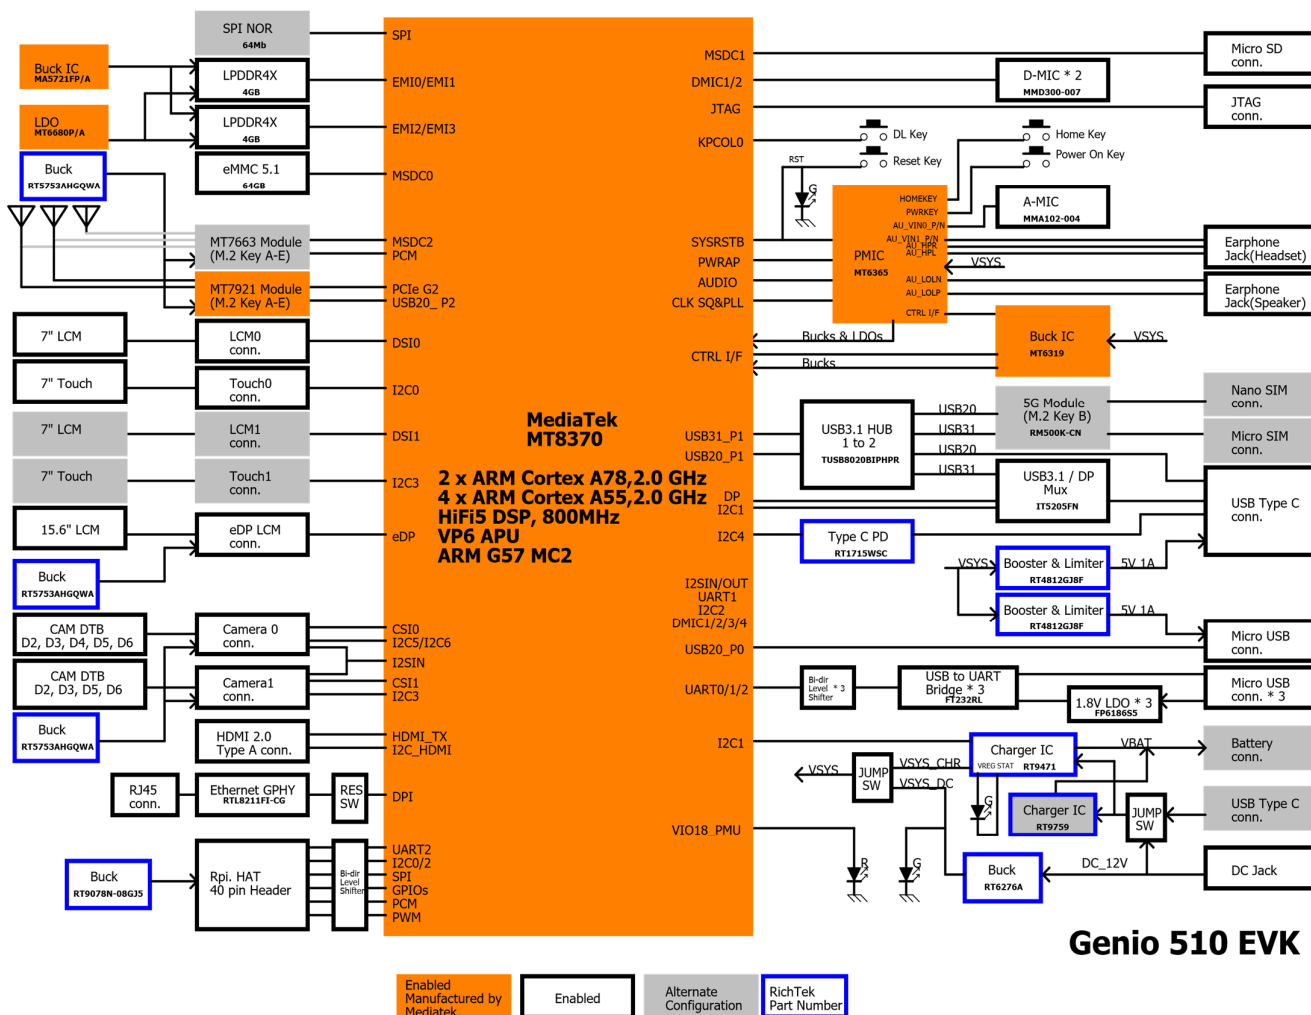 SPI NOR
64Mb
SPI
Buck IC
MA5721FP/A
LPDDR4X
4GB
EMI0/EMI1
LDO
MT6680P/A
LPDDR4X
4GB
EMI2/EMI3
Buck
RT5753AHGQWA
eMMC 5.1
64GB
MSDC0
MT7663 Module
(M.2 Key A-E)
MSDC2
PCM
MT7921 Module
(M.2 Key A-E)
PCIe G2
USB20_ P2
7" LCM
LCM0
conn.
DSI0
7" Touch
Touch0
conn.
I2C0
7" LCM
LCM1
conn.
DSI1
7" Touch
Touch1
conn.
I2C3
15.6" LCM
eDP LCM
conn.
eDP
Buck
RT5753AHGQWA
CAM DTB
D2, D3, D4, D5, D6
Camera 0
conn.
CSI0
I2C5/I2C6
I2SIN
CAM DTB
D2, D3, D5, D6
Camera1
conn.
CSI1
I2C3
Buck
RT5753AHGQWA
HDMI 2.0
Type A conn.
HDMI_TX
I2C_HDMI
RJ45
conn.
Ethernet GPHY
RTL8211FI-CG
RES
SW
DPI
Buck
RT9078N-08GJ5
Rpi. HAT
40 pin Header
Bi-dir
Level
Shifter
UART2
I2C0/2
SPI
GPIOs
PCM
PWM
MediaTek
MT8370
2 x ARM Cortex A78,2.0 GHz
4 x ARM Cortex A55,2.0 GHz
HiFi5 DSP, 800MHz
VP6 APU
ARM G57 MC2
MSDC1
Micro SD
conn.
DMIC1/2
D-MIC * 2
MMD300-007
JTAG
JTAG
conn.
KPCOL0
DL Key
Reset Key
RST
G
Home Key
Power On Key
HOMEKEY
PWRKEY
AU_VIN0_P/N
AU_VIN1_P/N
AU_HPR
AU_HPL
AU_LOLN
AU_LOLP
CTRL I/F
PMIC
MT6365
A-MIC
MMA102-004
VSYS
Earphone
Jack(Headset)
Earphone
Jack(Speaker)
SYSRSTB
PWRAP
AUDIO
CLK SQ&PLL
Bucks & LDOs
CTRL I/F
Bucks
Buck IC
MT6319
VSYS
USB31_P1
USB20_P1
USB3.1 HUB
1 to 2
TUSB8020BIPHPR
USB20
USB31
USB20
USB31
5G Module
(M.2 Key B)
RM500K-CN
Nano SIM
conn.
Micro SIM
conn.
USB3.1 / DP
Mux
IT5205FN
USB Type C
conn.
DP
I2C1
I2C4
Type C PD
RT1715WSC
VSYS
Booster & Limiter
RT4812GJ8F
5V 1A
Booster & Limiter
RT4812GJ8F
5V 1A
I2SIN/OUT
UART1
I2C2
DMIC1/2/3/4
USB20_P0
Micro USB
conn.
UART0/1/2
Bi-dir
Level * 3
Shifter
USB to UART
Bridge * 3
FT232RL
1.8V LDO * 3
FP6186S5
Micro USB
conn. * 3
I2C1
VSYS
JUMP
SW
VSYS_CHR
VSYS_DC
Charger IC
VREG STAT RT9471
G
VBAT
Battery
conn.
Charger IC
RT9759
JUMP
SW
USB Type C
conn.
VIO18_PMU
R
G
Buck
RT6276A
DC_12V
DC Jack
Genio 510 EVK
Enabled
Manufactured by
Mediatek
Enabled
Alternate
Configuration
RichTek
Part Number